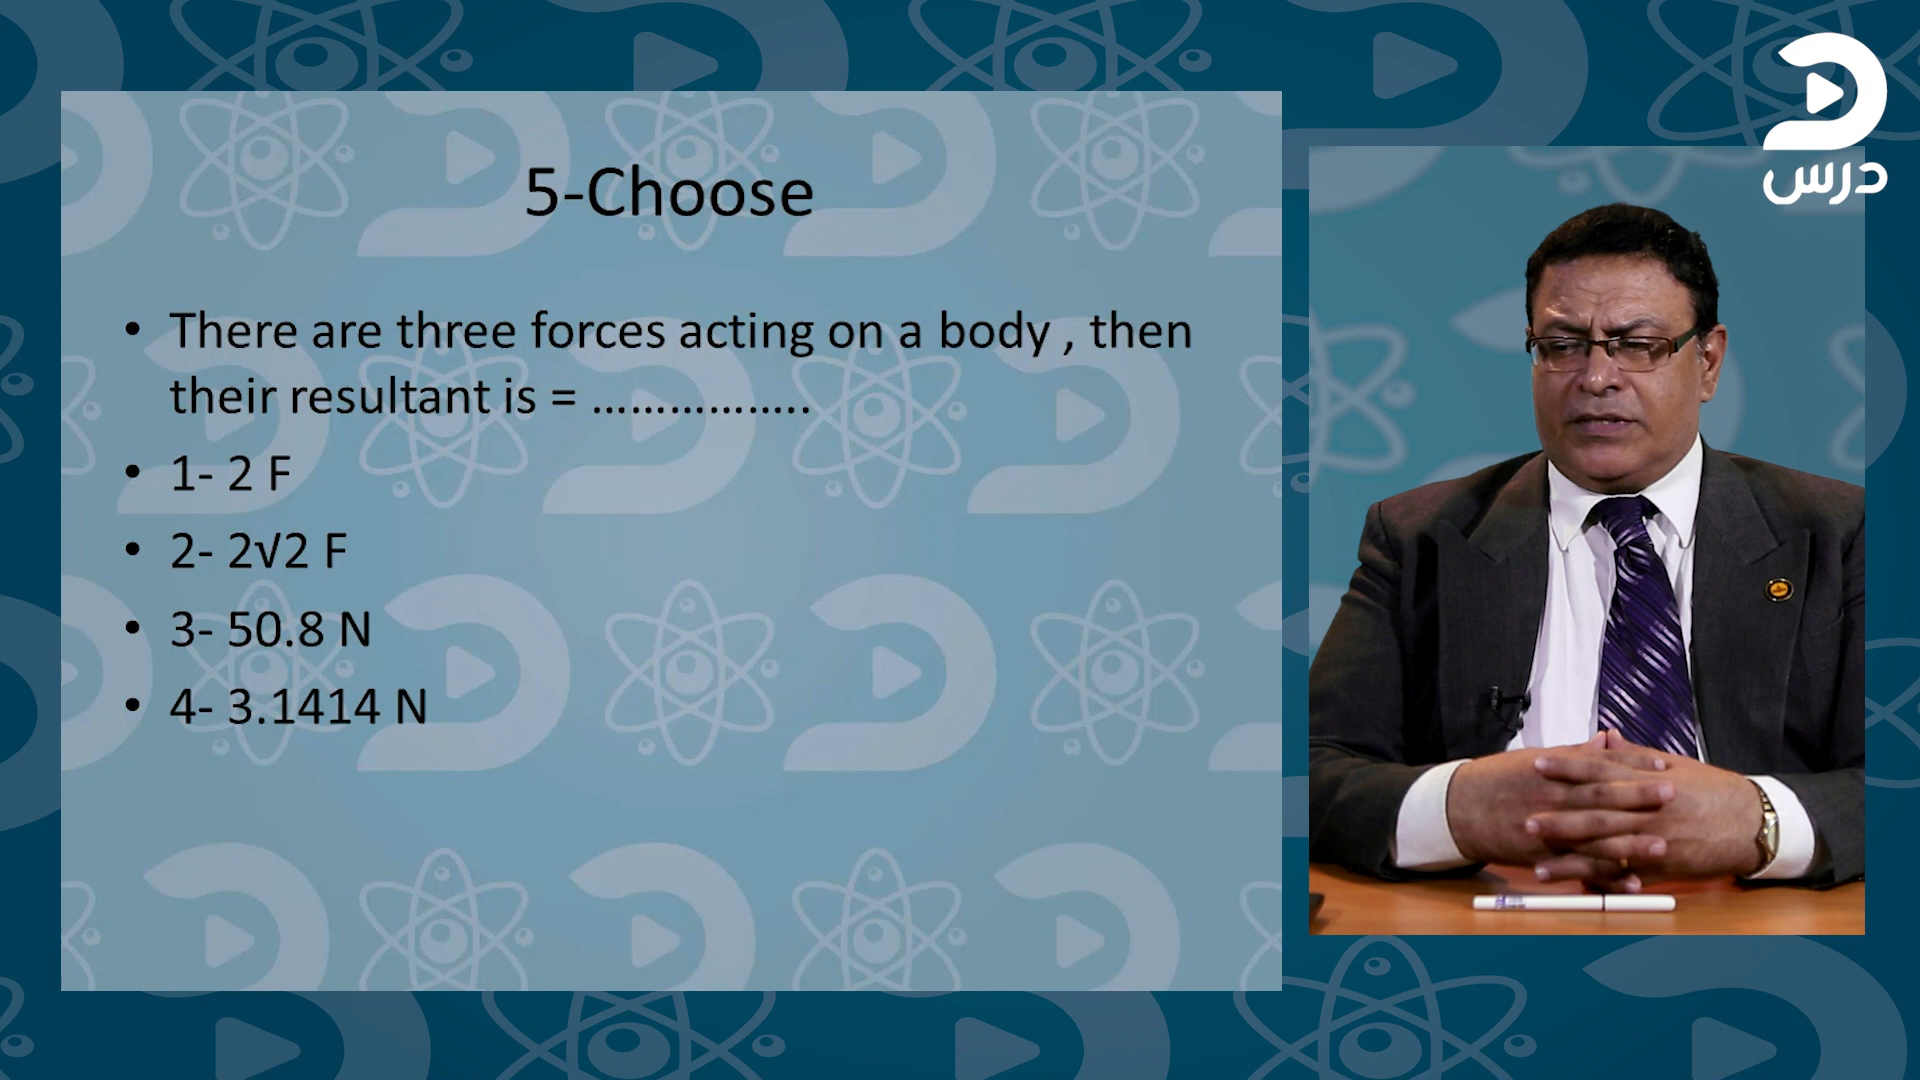 درس
5-Choose
• There are three forces acting on a body , then
their resultant is = ……………..
• 1- 2 F
• 2- 2√2 F
• 3- 50.8 N
• 4- 3.1414 N